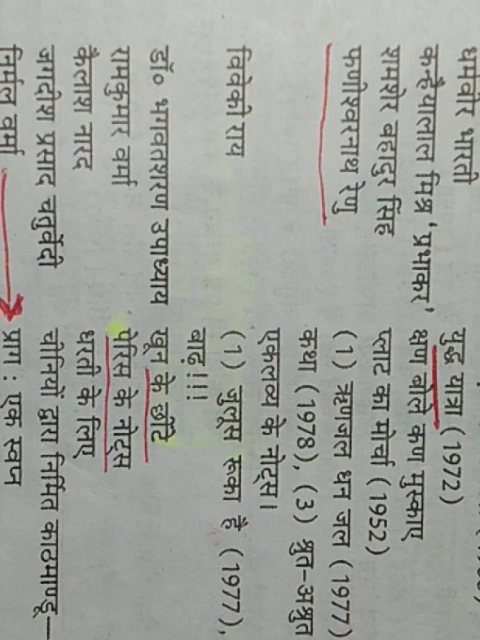 धर्मवीर भारती युद्ध यात्रा (1972)
कन्हैयालाल मिश्र 'प्रभाकर' क्षण बोले कण मुस्काए
शमशेर बहादुर सिंह प्लाट का मोर्चा (1952)
फणीश्वरनाथ रेणु (1) ऋणजल धन जल (1977)
कथा (1978), (3) श्रुत-अश्रुत
एकलव्य के नोट्स।
विवेकी राय (1) जुलूस रूका है (1977),
बाढ़!!!
डॉ० भगवतशरण उपाध्याय खून के छींटे
रामकुमार वर्मा पेरिस के नोट्स
कैलाश नाद धरती के लिए
जगदीश प्रसाद चतुर्वेदी चीनियों द्वारा निर्मित काठमाण्डू—
निर्मल वर्मा प्राग : एक स्वप्न